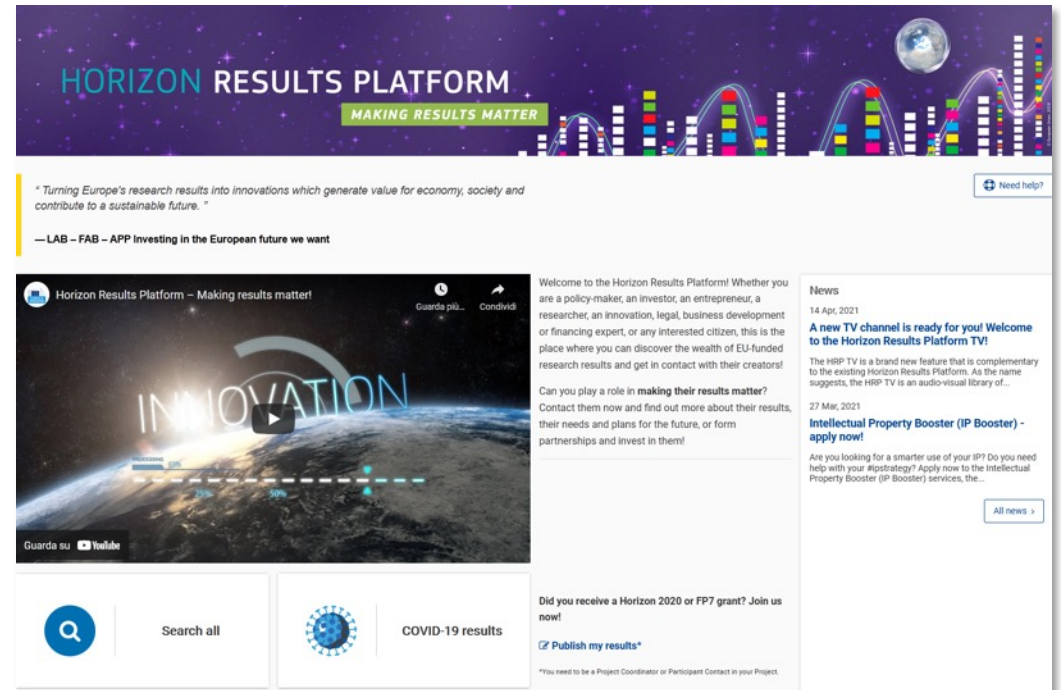 HORIZON RESULTS PLATFORM
MAKING RESULTS MATTER
“ Turning Europe's research results into innovations which generate value for economy, society and
contribute to a sustainable future. ”
— LAB – FAB – APP Investing in the European future we want
Need help?
Horizon Results Platform – Making results matter!
Guarda più...
Condividi
INNOVATION
25%
50%
Guarda su YouTube
Search all
COVID-19 results
Welcome to the Horizon Results Platform! Whether you
are a policy-maker, an investor, an entrepreneur, a
researcher, an innovation, legal, business development
or financing expert, or any interested citizen, this is the
place where you can discover the wealth of EU-funded
research results and get in contact with their creators!
Can you play a role in making their results matter?
Contact them now and find out more about their results,
their needs and plans for the future, or form
partnerships and invest in them!
Did you receive a Horizon 2020 or FP7 grant? Join us
now!
Publish my results*
*You need to be a Project Coordinator or Participant Contact in your Project.
News
14 Apr, 2021
A new TV channel is ready for you! Welcome
to the Horizon Results Platform TV!
The HRP TV is a brand new feature that is complementary
to the existing Horizon Results Platform. As the name
suggests, the HRP TV is an audio-visual library of...
27 Mar, 2021
Intellectual Property Booster (IP Booster) -
apply now!
Are you looking for a smarter use of your IP? Do you need
help with your #ipstrategy? Apply now to the Intellectual
Property Booster (IP Booster) services, the...
All news ›